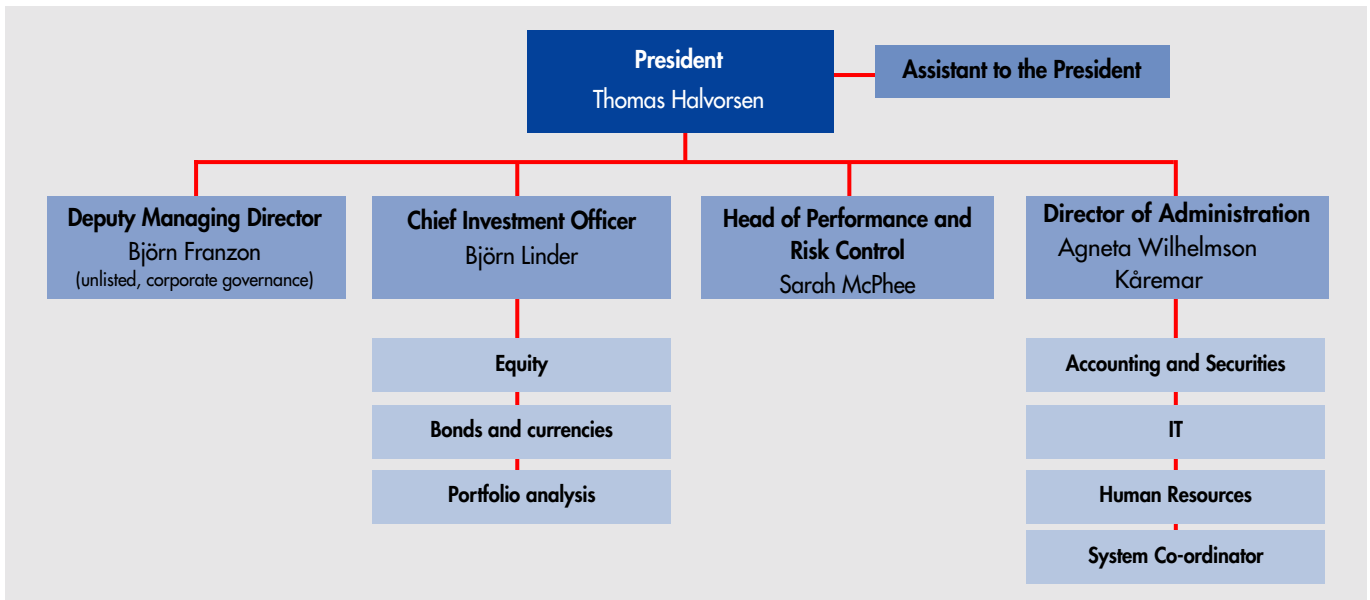 President
Thomas Halvorsen
Assistant to the President
Deputy Managing Director
Björn Franzon
(unlisted, corporate governance)
Chief Investment Officer
Björn Linder
Head of Performance and
Risk Control
Sarah McPhee
Director of Administration
Agneta Wilhelmson
Kåremar
Equity
Bonds and currencies
Portfolio analysis
Accounting and Securities
IT
Human Resources
System Co-ordinator